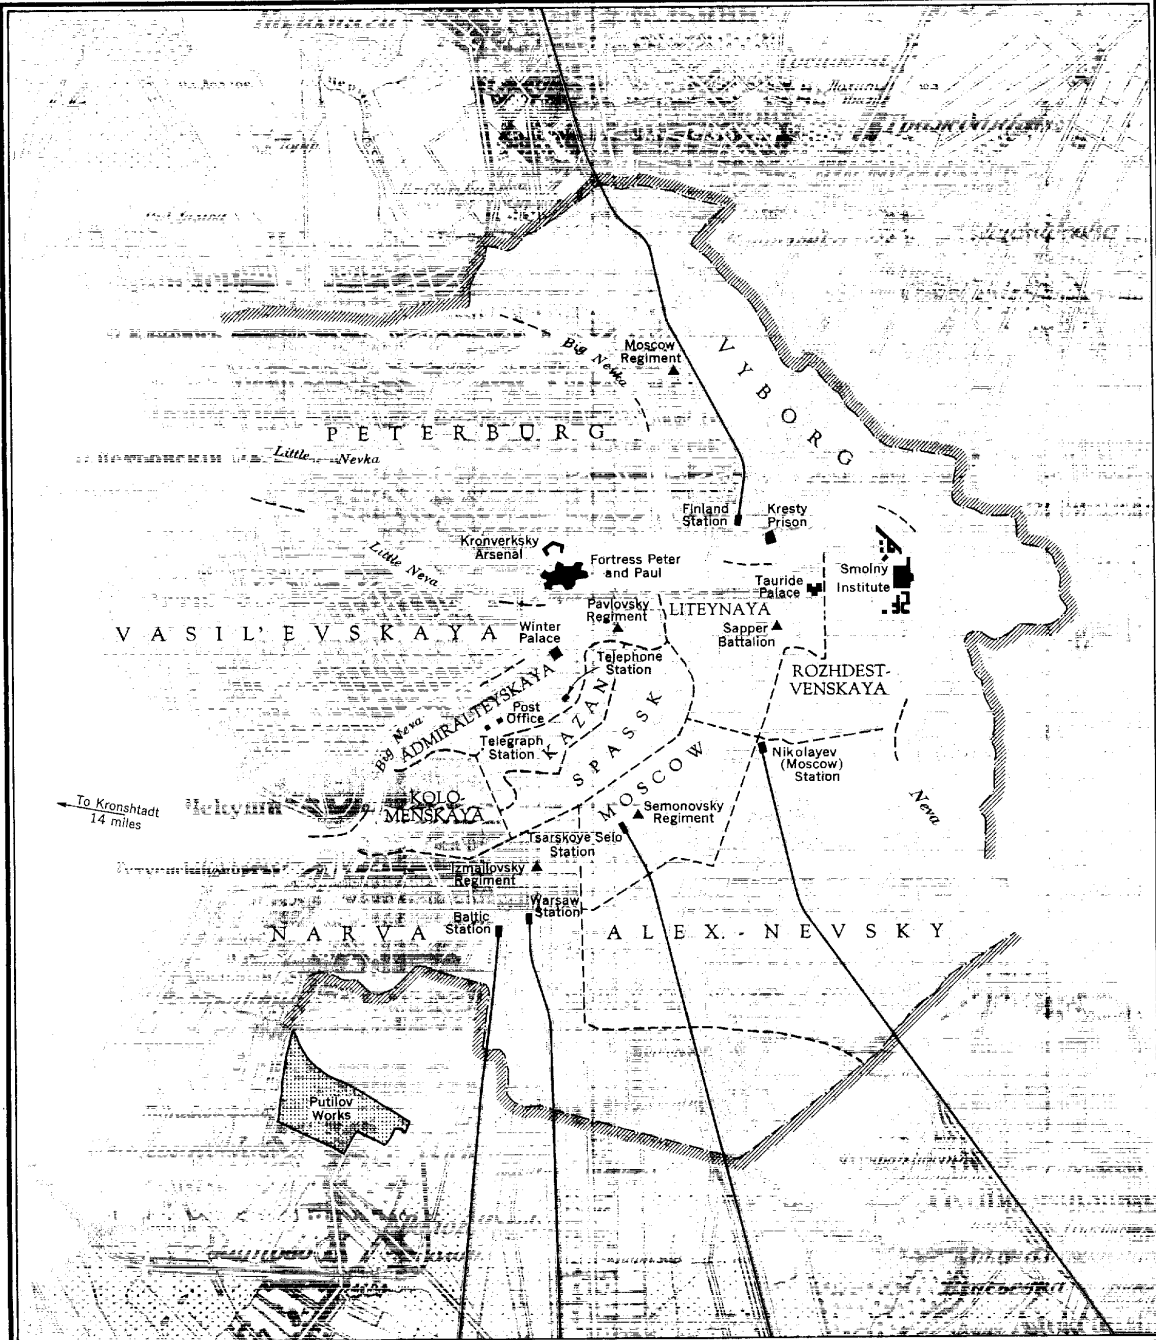 Big Nevka
Moscow
Regiment
VYBORG
PETERBURG
Little Nevka
Finland
Station
Kresty
Prison
Kronverksky
Arsenal
Little Neva
Fortress Peter
and Paul
Smolny
Institute
Tauride
Palace
Pavlovsky
Regiment
LITEYNAYA
VASIL'EVSKAYA
Winter
Palace
Sapper
Battalion
Telephone
Station
ROZHDEST-
VENSKAYA
ADMIRALTEYSKAYA
KAZAN
SPASSK
Post
Office
Big Neva
Telegraph
Station
MOSCOW
Nikolayev
(Moscow)
Station
Neva
KOLO-
MENSKAYA
To Kronshtadt
14 miles
Semonovsky
Regiment
Tsarskoye Selo
Station
Izmailovsky
Regiment
Warsaw
Station
Baltic
Station
NARVA
ALEX.-NEVSKY
Putilov
Works